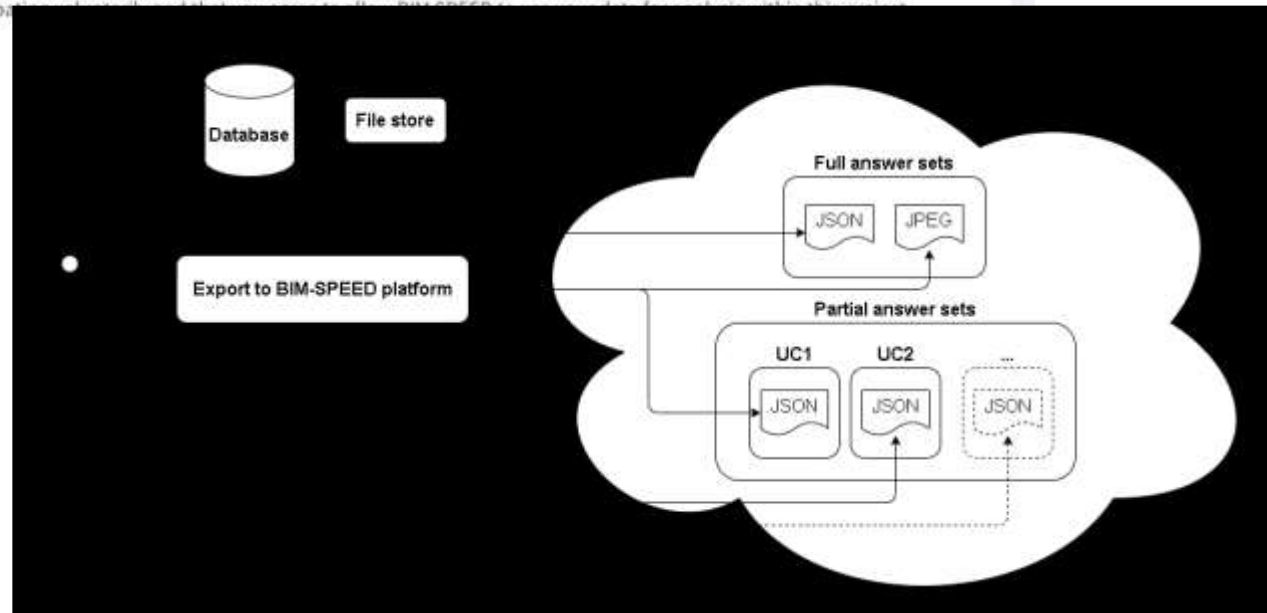 Database
File store
Full answer sets
JSON
JPEG
Export to BIM-SPEED platform
Partial answer sets
UC1
UC2
...
JSON
JSON
JSON